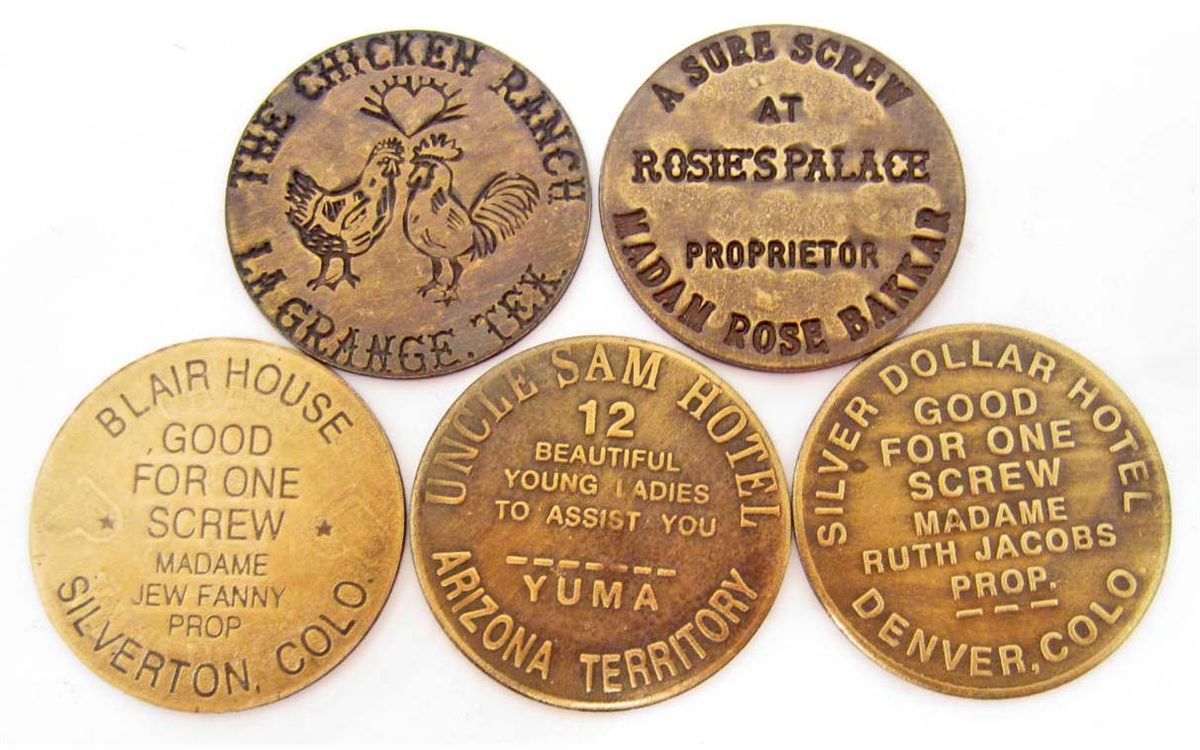 THE CHICKEN RANCH
LA GRANGE, TEX.
A SURE SCREW
AT
ROSIE'S PALACE
PROPRIETOR
MADAM ROSE BAKKAR
BLAIR HOUSE
GOOD
FOR ONE
SCREW
MADAME
JEW FANNY
PROP
SILVERTON, COLO.
UNCLE SAM HOTEL
12
BEAUTIFUL
YOUNG LADIES
TO ASSIST YOU
YUMA
ARIZONA TERRITORY
SILVER DOLLAR HOTEL
GOOD
FOR ONE
SCREW
MADAME
RUTH JACOBS
PROP.
DENVER, COLO.